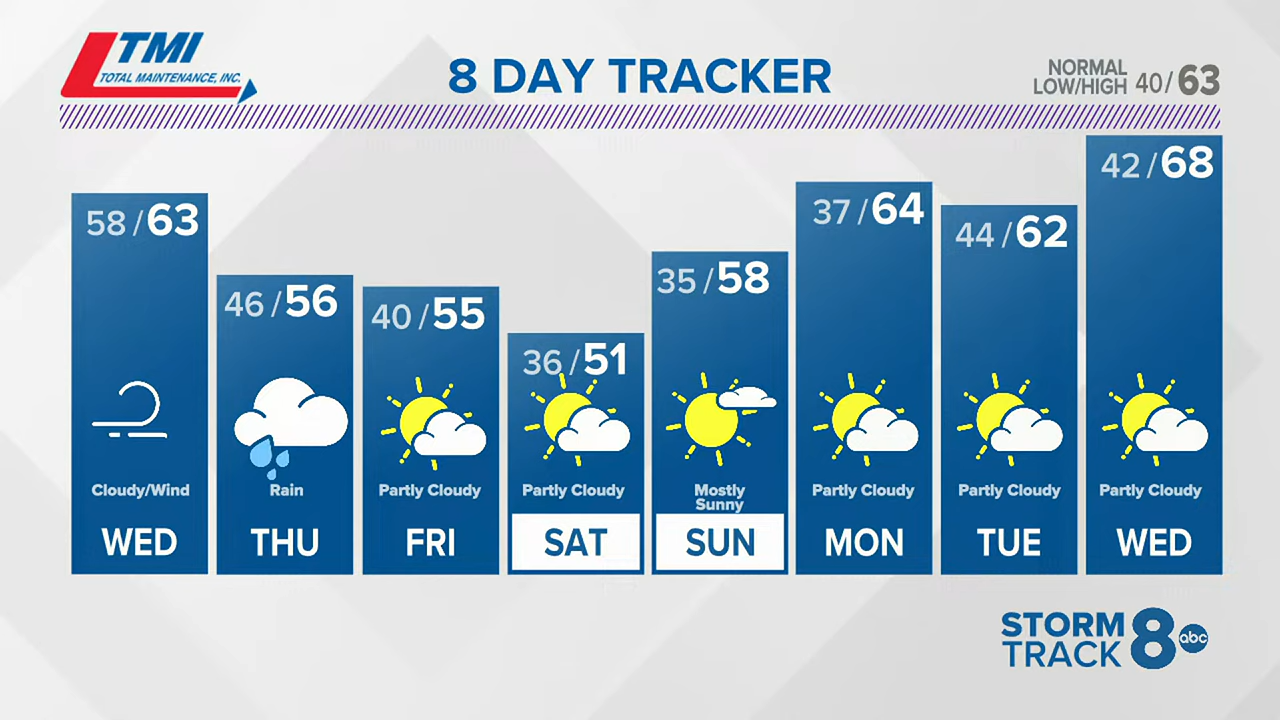 TMI
TOTAL MAINTENANCE, INC.
8 DAY TRACKER
NORMAL
LOW/HIGH 40/63
58/63
Cloudy/Wind
WED
46/56
Rain
THU
40/55
Partly Cloudy
FRI
36/51
Partly Cloudy
SAT
35/58
Mostly
Sunny
SUN
37/64
Partly Cloudy
MON
44/62
Partly Cloudy
TUE
42/68
Partly Cloudy
WED
STORM
TRACK
8
abc